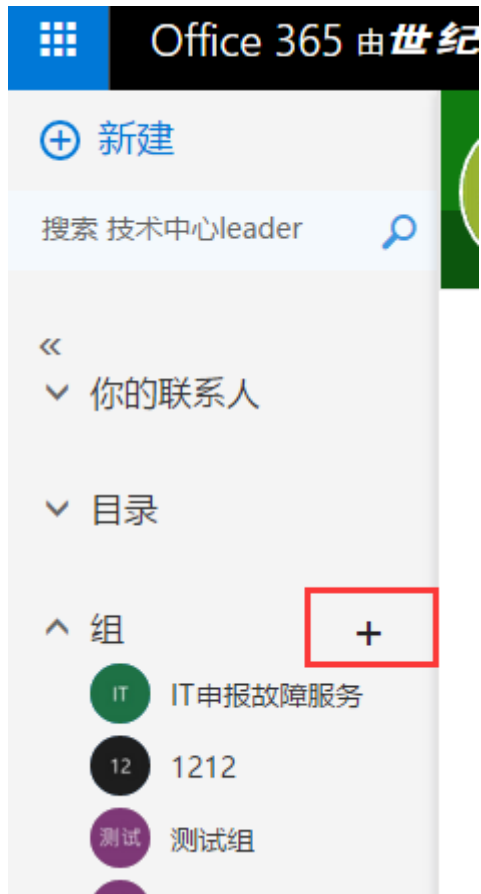 Office 365 由世纪
新建
搜索 技术中心leader
你的联系人
目录
组 +
IT IT申报故障服务
12 1212
测试 测试组